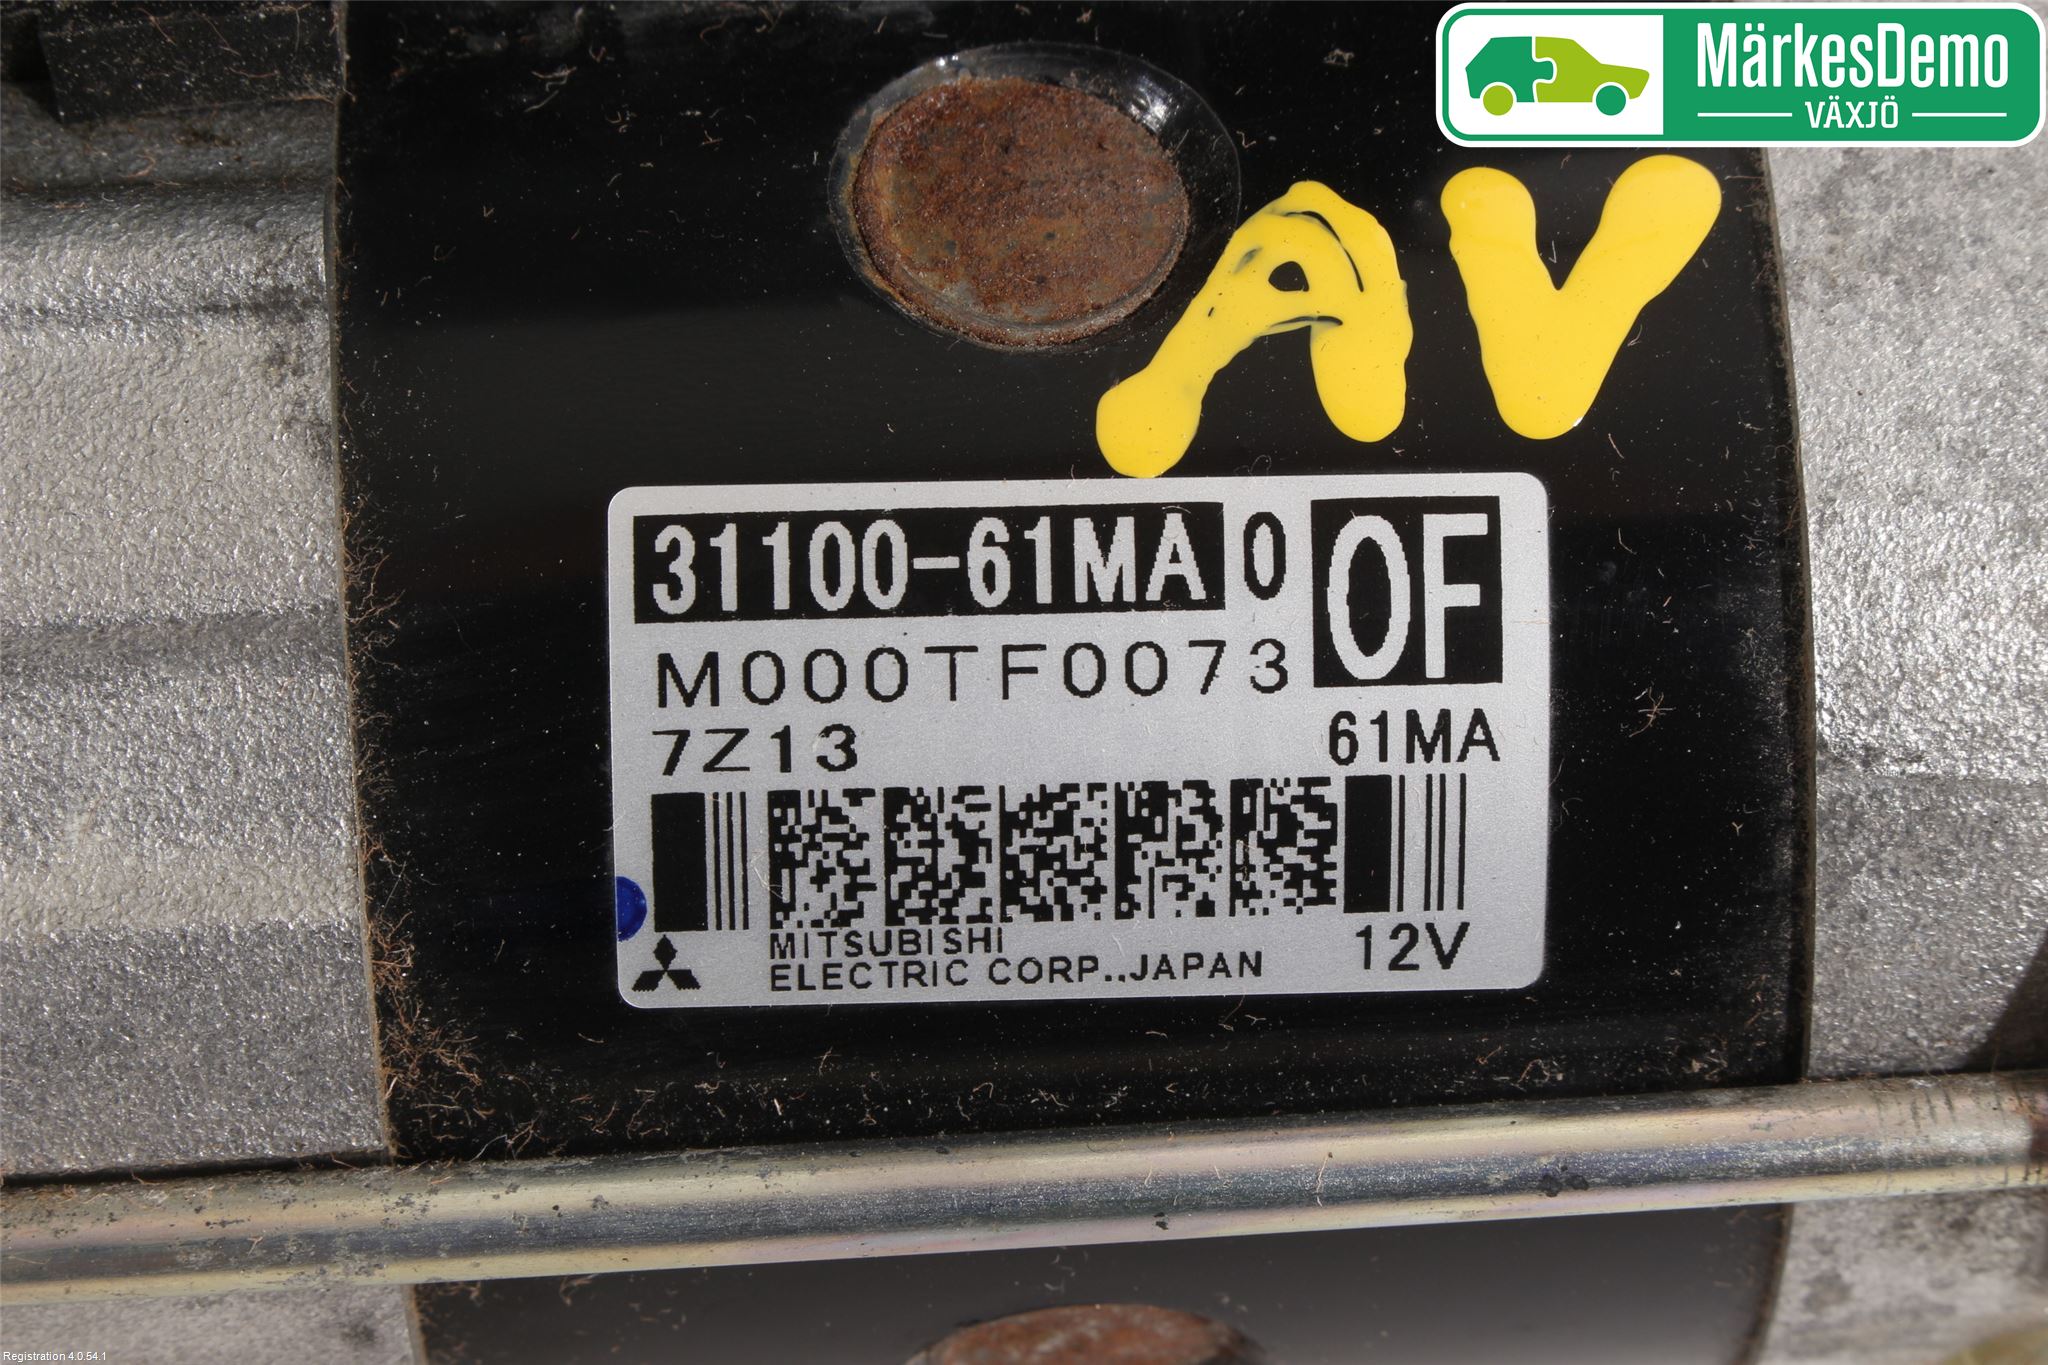 MärkesDemo
VÄXJÖ
AV
31100-61MA 0 0F
M000TF0073
7Z13 61MA
MITSUBISHI
ELECTRIC CORP.,JAPAN 12V
Registration 4.0.54.1